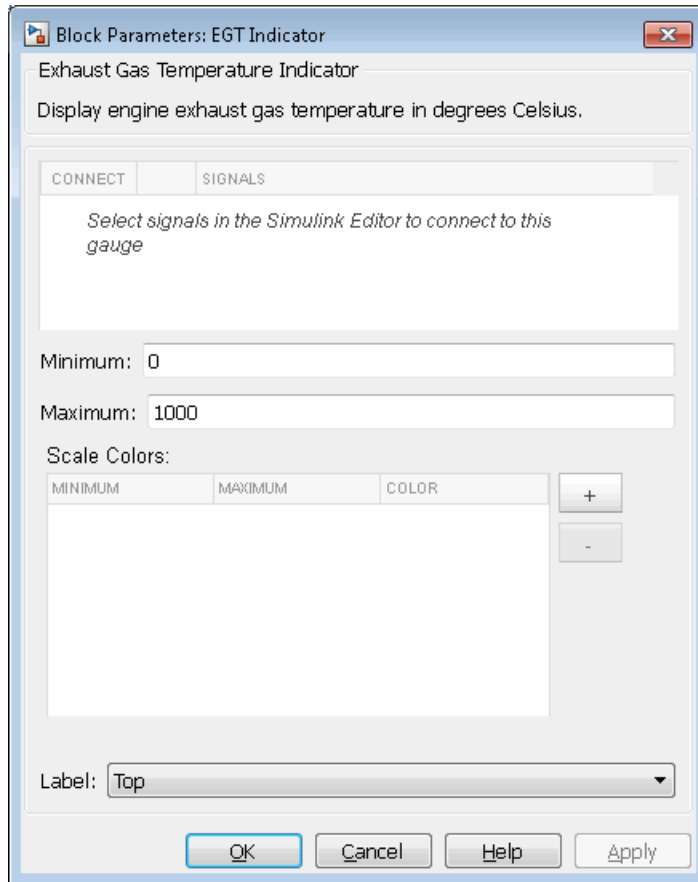 Block Parameters: EGT Indicator
Exhaust Gas Temperature Indicator
Display engine exhaust gas temperature in degrees Celsius.
CONNECT SIGNALS
Select signals in the Simulink Editor to connect to this
gauge
Minimum: 0
Maximum: 1000
Scale Colors:
MINIMUM MAXIMUM COLOR
+
-
Label: Top
OK Cancel Help Apply